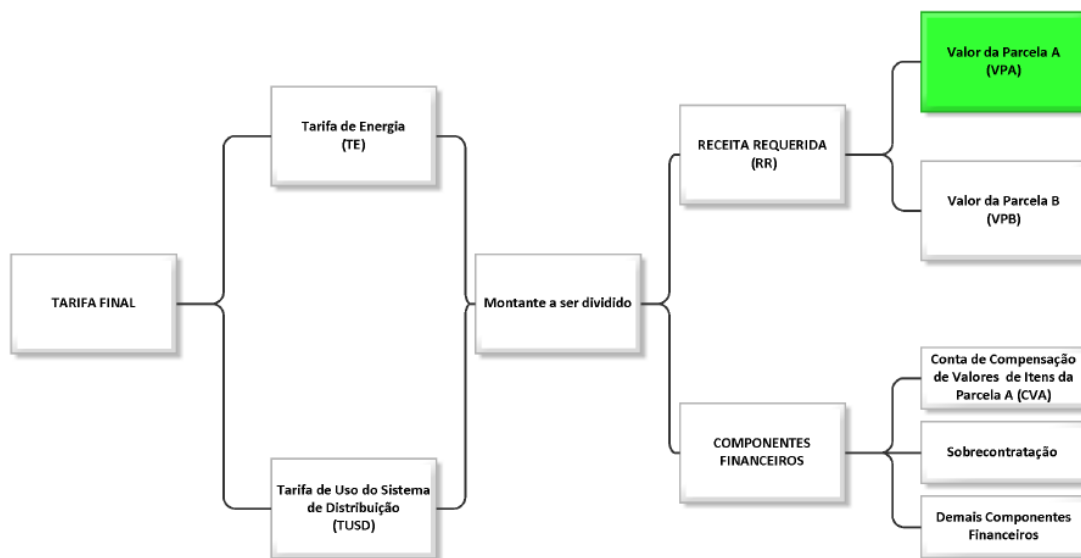 TARIFA FINAL
Tarifa de Energia
(TE)
Tarifa de Uso do Sistema
de Distribuição
(TUSD)
Montante a ser dividido
RECEITA REQUERIDA
(RR)
COMPONENTES
FINANCEIROS
Valor da Parcela A
(VPA)
Valor da Parcela B
(VPB)
Conta de Compensação
de Valores de Itens da
Parcela A (CVA)
Sobrecontratação
Demais Componentes
Financeiros